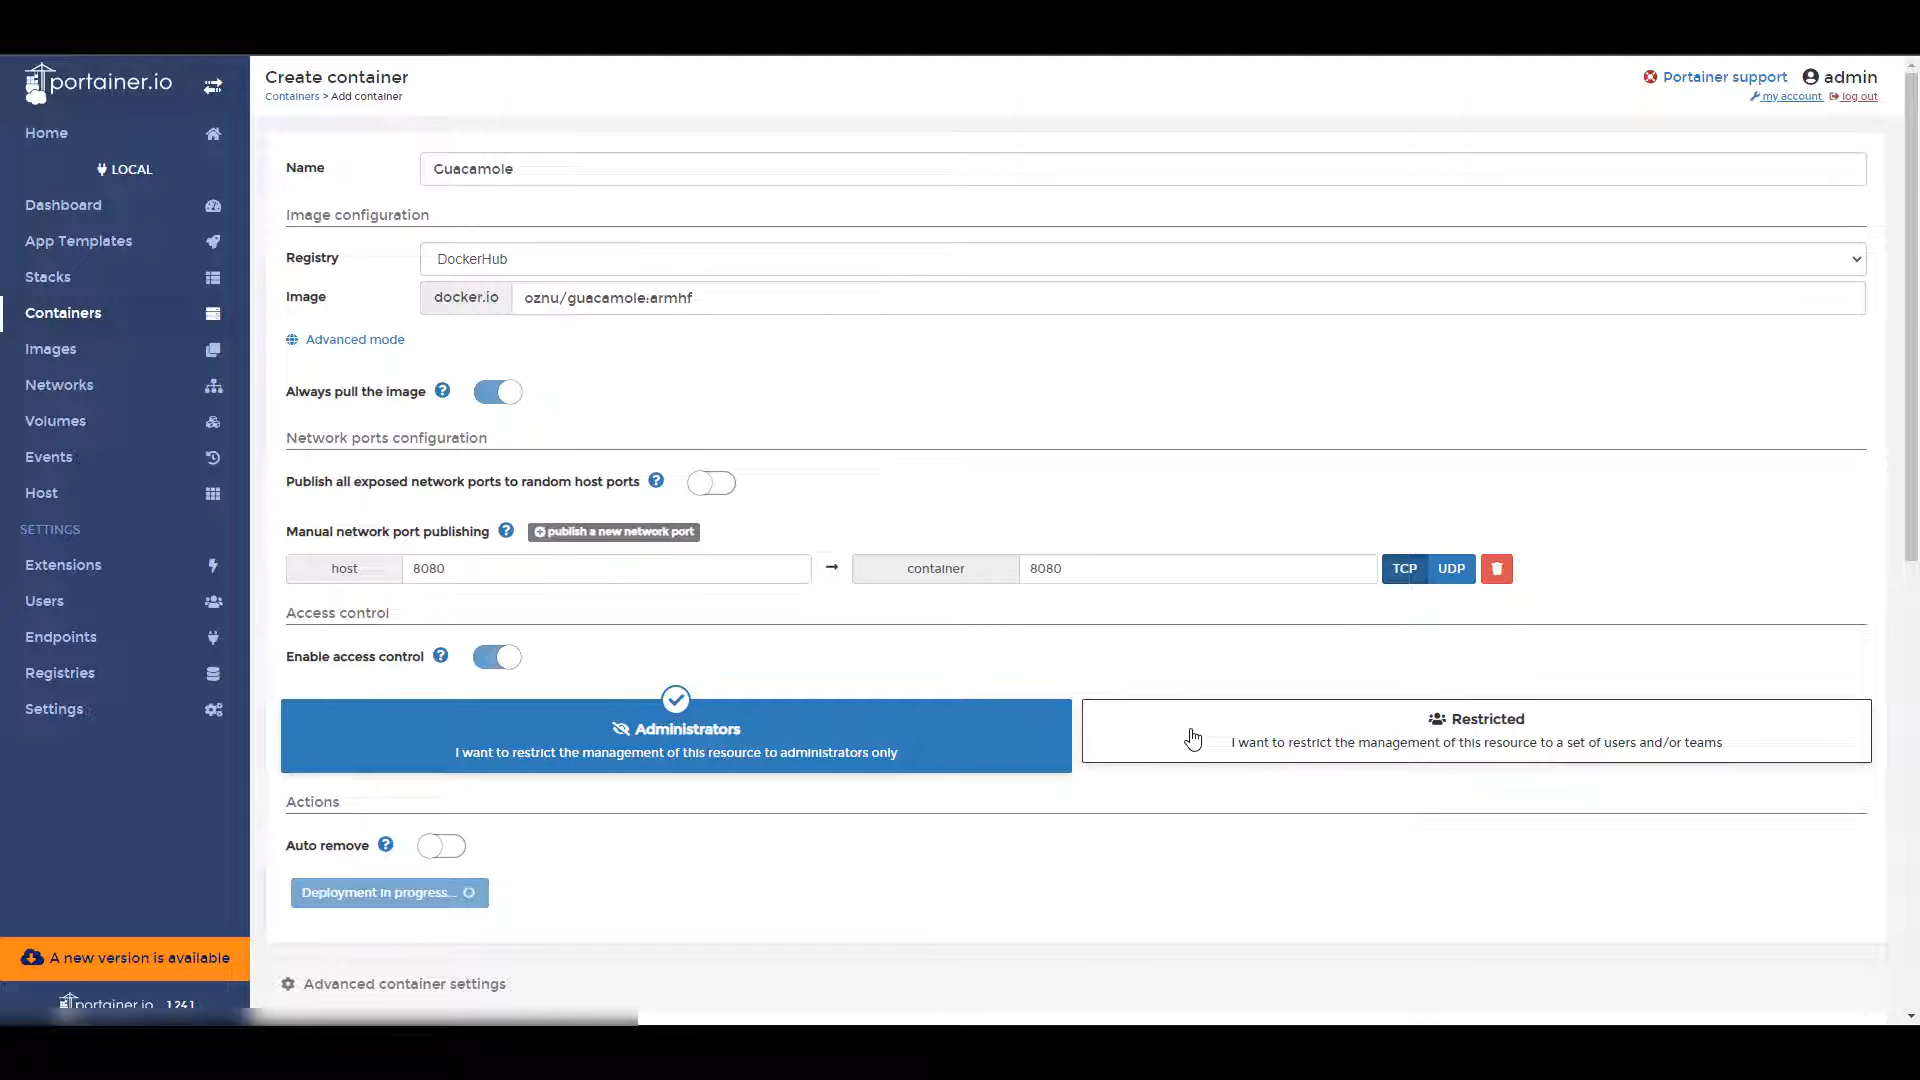 portainer.io
Home
LOCAL
Dashboard
App Templates
Stacks
Containers
Images
Networks
Volumes
Events
Host
SETTINGS
Extensions
Users
Endpoints
Registries
Settings
A new version is available
portainer.io 1.24.1
Create container
Containers > Add container
Portainer support admin
my account log out
Name Guacamole
Image configuration
Registry DockerHub
Image docker.io oznu/guacamole:armhf
Advanced mode
Always pull the image
Network ports configuration
Publish all exposed network ports to random host ports
Manual network port publishing publish a new network port
host 8080 → container 8080 TCP UDP
Access control
Enable access control
Administrators
I want to restrict the management of this resource to administrators only
Restricted
I want to restrict the management of this resource to a set of users and/or teams
Actions
Auto remove
Deployment in progress...
Advanced container settings